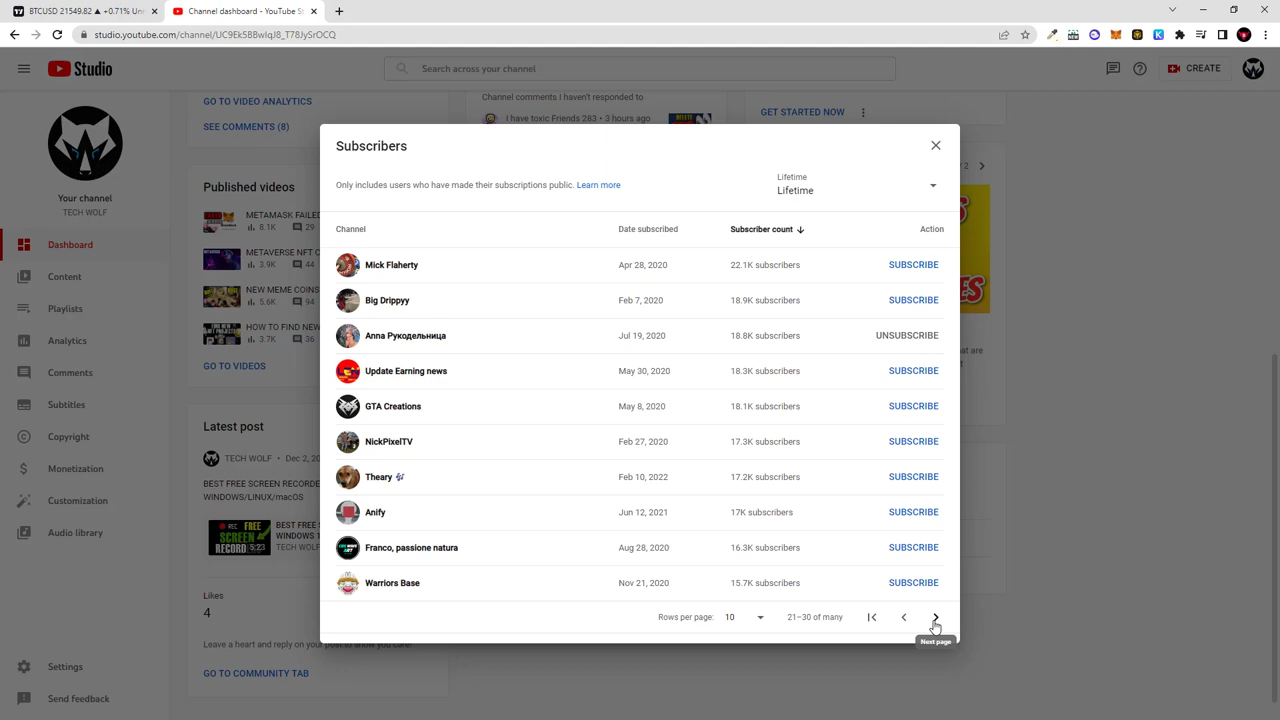 BTCUSD 21549.82 ▲ +0.71% Un
Channel dashboard - YouTube S
studio.youtube.com/channel/UC9Ek5BBwIqJ8_T78JySrOCQ
Studio
Search across your channel
CREATE
Your channel
TECH WOLF
Dashboard
Content
Playlists
Analytics
Comments
Subtitles
Copyright
Monetization
Customization
Audio library
Settings
Send feedback
GO TO VIDEO ANALYTICS
SEE COMMENTS (8)
Published videos
METAMASK FAILED
8.1K 29
METAVERSE NFT C
3.9K 44
NEW MEME COINS
5.6K 94
HOW TO FIND NEW
3.7K 36
GO TO VIDEOS
Latest post
TECH WOLF • Dec 2, 20
BEST FREE SCREEN RECORDE
WINDOWS/LINUX/macOS
REC FREE
SCREEN
RECORD
5:23
BEST FREE S
WINDOWS 1
TECH WOLF
Likes
4
Leave a heart and reply on your post to show you care!
GO TO COMMUNITY TAB
Channel comments I haven't responded to
I have toxic Friends 283 • 3 hours ago
GET STARTED NOW
Subscribers
Only includes users who have made their subscriptions public. Learn more
Lifetime
Lifetime
Channel Date subscribed Subscriber count Action
Mick Flaherty Apr 28, 2020 22.1K subscribers SUBSCRIBE
Big Drippyy Feb 7, 2020 18.9K subscribers SUBSCRIBE
Anna Рукодельница Jul 19, 2020 18.8K subscribers UNSUBSCRIBE
Update Earning news May 30, 2020 18.3K subscribers SUBSCRIBE
GTA Creations May 8, 2020 18.1K subscribers SUBSCRIBE
NickPixelTV Feb 27, 2020 17.3K subscribers SUBSCRIBE
Theary Feb 10, 2022 17.2K subscribers SUBSCRIBE
Anify Jun 12, 2021 17K subscribers SUBSCRIBE
Franco, passione natura Aug 28, 2020 16.3K subscribers SUBSCRIBE
Warriors Base Nov 21, 2020 15.7K subscribers SUBSCRIBE
Rows per page: 10 21–30 of many
Next page